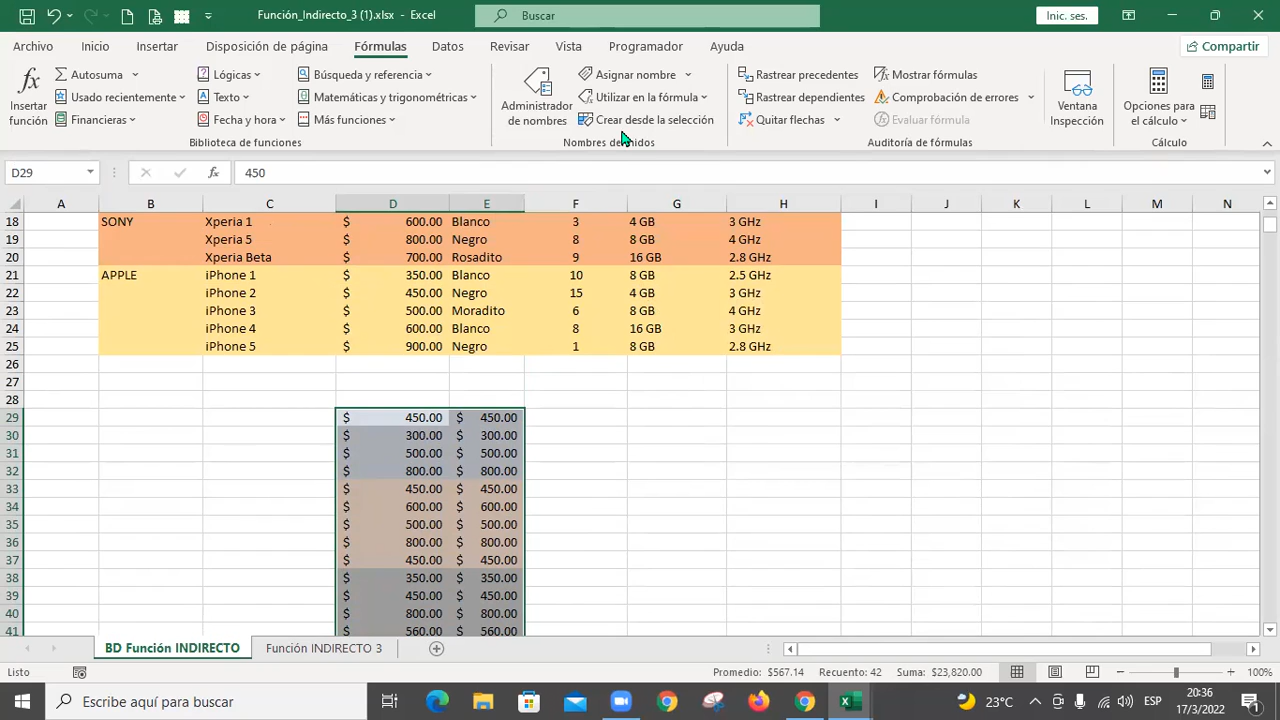 Función_Indirecto_3 (1).xlsx - Excel
Buscar
Inic. ses.
Archivo Inicio Insertar Disposición de página Fórmulas Datos Revisar Vista Programador Ayuda Compartir
Insertar función
Autosuma
Usado recientemente
Financieras
Lógicas
Texto
Fecha y hora
Búsqueda y referencia
Matemáticas y trigonométricas
Más funciones
Biblioteca de funciones
Administrador de nombres
Asignar nombre
Utilizar en la fórmula
Crear desde la selección
Rastrear precedentes
Rastrear dependientes
Quitar flechas
Mostrar fórmulas
Comprobación de errores
Evaluar fórmula
Auditoría de fórmulas
Ventana Inspección
Opciones para el cálculo
Cálculo
D29 fx 450
A B C D E F G H I J K L M N
18 SONY Xperia 1 $ 600.00 Blanco 3 4 GB 3 GHz
19 Xperia 5 $ 800.00 Negro 8 8 GB 4 GHz
20 Xperia Beta $ 700.00 Rosadito 9 16 GB 2.8 GHz
21 APPLE iPhone 1 $ 350.00 Blanco 10 8 GB 2.5 GHz
22 iPhone 2 $ 450.00 Negro 15 4 GB 3 GHz
23 iPhone 3 $ 500.00 Moradito 6 8 GB 4 GHz
24 iPhone 4 $ 600.00 Blanco 8 16 GB 3 GHz
25 iPhone 5 $ 900.00 Negro 1 8 GB 2.8 GHz
26
27
28
29 $ 450.00 $ 450.00
30 $ 300.00 $ 300.00
31 $ 500.00 $ 500.00
32 $ 800.00 $ 800.00
33 $ 450.00 $ 450.00
34 $ 600.00 $ 600.00
35 $ 500.00 $ 500.00
36 $ 800.00 $ 800.00
37 $ 450.00 $ 450.00
38 $ 350.00 $ 350.00
39 $ 450.00 $ 450.00
40 $ 800.00 $ 800.00
41 $ 560.00 $ 560.00
BD Función INDIRECTO Función INDIRECTO 3
Listo Promedio: $567.14 Recuento: 42 Suma: $23,820.00 100%
Escribe aquí para buscar 23°C ESP 20:36
17/3/2022 1